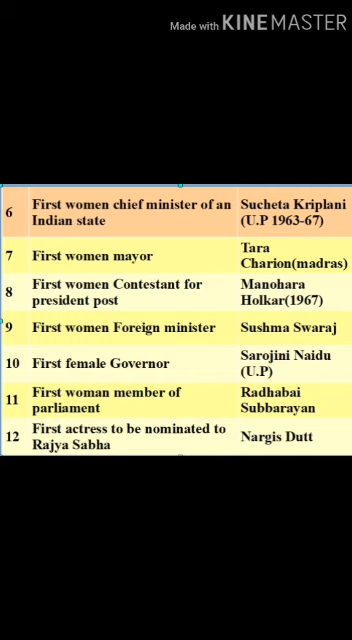 Made with KINEMASTER
6 First women chief minister of an Indian state Sucheta Kriplani (U.P 1963-67)
7 First women mayor Tara Charion(madras)
8 First women Contestant for president post Manohara Holkar(1967)
9 First women Foreign minister Sushma Swaraj
10 First female Governor Sarojini Naidu (U.P)
11 First woman member of parliament Radhabai Subbarayan
12 First actress to be nominated to Rajya Sabha Nargis Dutt